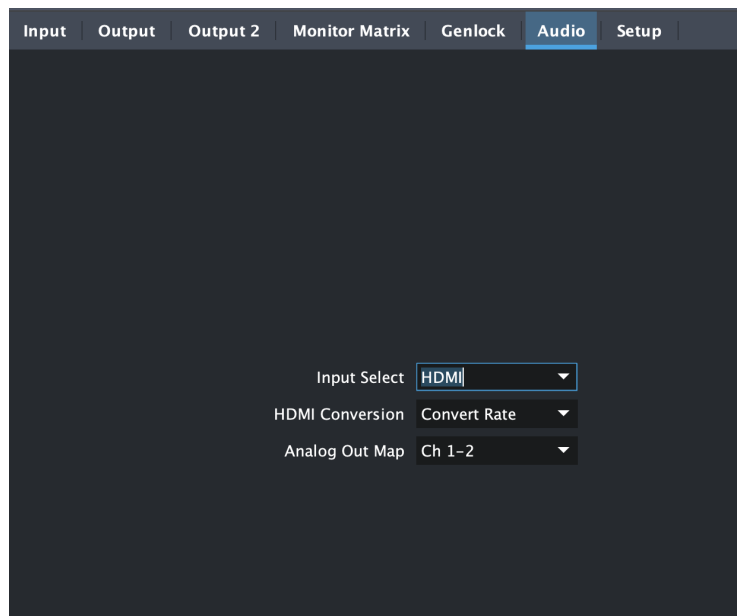 Input Output Output 2 Monitor Matrix Genlock Audio Setup
Input Select HDMI
HDMI Conversion Convert Rate
Analog Out Map Ch 1–2